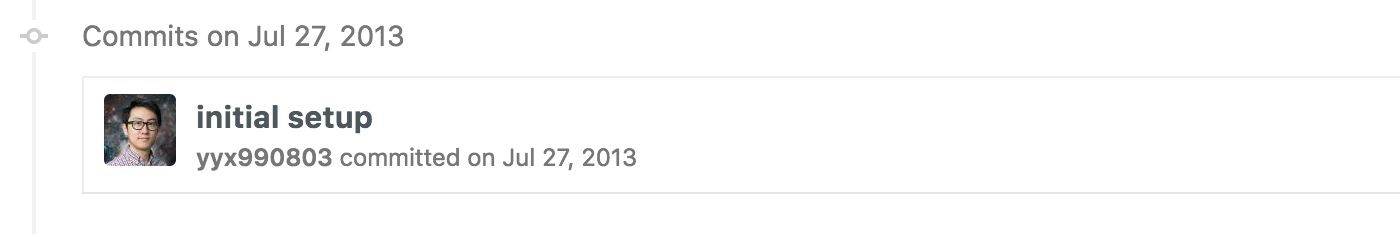 Commits on Jul 27, 2013
initial setup
yyx990803 committed on Jul 27, 2013